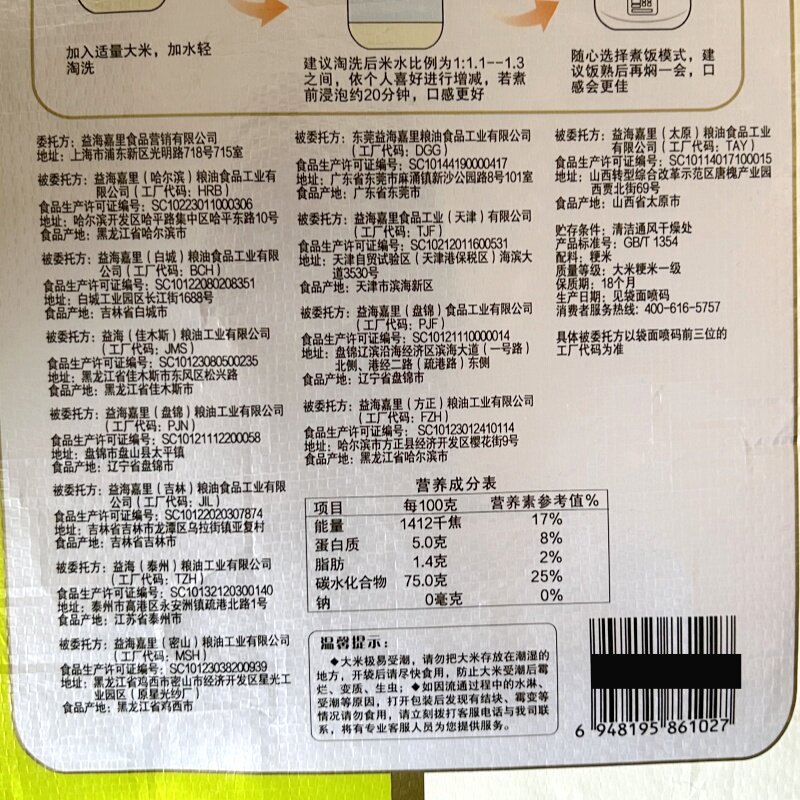 加入适量大米，加水轻
淘洗
建议淘洗后米水比例为1:1.1--1.3
之间，依个人喜好进行增减，若煮
前浸泡约20分钟，口感更好
随心选择煮饭模式，建
议饭熟后再焖一会，口
感会更佳
委托方：益海嘉里食品营销有限公司
地址：上海市浦东新区光明路718号715室
被委托方：益海嘉里（哈尔滨）粮油食品工业有
限公司（工厂代码：HRB）
食品生产许可证编号：SC10223011000306
地址：哈尔滨开发区哈平路集中区哈平东路10号
食品产地：黑龙江省哈尔滨市
被委托方：益海嘉里（白城）粮油食品工业有限
公司（工厂代码：BCH）
食品生产许可证编号：SC10122080208351
地址：白城工业园区长江街1688号
食品产地：吉林省白城市
被委托方：益海（佳木斯）粮油工业有限公司
（工厂代码：JMS）
食品生产许可证编号：SC10123080500235
地址：黑龙江省佳木斯市东风区松兴路
食品产地：黑龙江省佳木斯市
被委托方：益海嘉里（盘锦）粮油工业有限公司
（工厂代码：PJN）
食品生产许可证编号：SC10121112200058
地址：盘锦市盘山县太平镇
食品产地：辽宁省盘锦市
被委托方：益海嘉里（吉林）粮油食品工业有限
公司（工厂代码：JIL）
食品生产许可证编号：SC10122020307874
地址：吉林省吉林市龙潭区乌拉街镇亚复村
食品产地：吉林省吉林市
被委托方：益海（泰州）粮油工业有限公司
（工厂代码：TZH）
食品生产许可证编号：SC10132120300140
地址：泰州市高港区永安洲镇疏港北路1号
食品产地：江苏省泰州市
被委托方：益海嘉里（密山）粮油工业有限公司
（工厂代码：MSH）
食品生产许可证编号：SC10123038200939
地址：黑龙江省鸡西市密山市经济开发区星光工
业园区（原星光纱厂）
食品产地：黑龙江省鸡西市
被委托方：东莞益海嘉里粮油食品工业有限公司
（工厂代码：DGG）
食品生产许可证编号：SC10144190000417
地址：广东省东莞市麻涌镇新沙公园路8号101室
食品产地：广东省东莞市
被委托方：益海嘉里食品工业（天津）有限公司
（工厂代码：TJF）
食品生产许可证编号：SC10212011600531
地址：天津自贸试验区（天津港保税区）海滨大
道3530号
食品产地：天津市滨海新区
被委托方：益海嘉里（盘锦）食品工业有限公司
（工厂代码：PJF）
食品生产许可证编号：SC10121110000014
地址：盘锦辽滨沿海经济区滨海大道（一号路）
北侧、港经二路（疏港路）东侧
食品产地：辽宁省盘锦市
被委托方：益海嘉里（方正）粮油工业有限公司
（工厂代码：FZH）
食品生产许可证编号：SC10123012410114
地址：哈尔滨市方正县经济开发区樱花街9号
食品产地：黑龙江省哈尔滨市
被委托方：益海嘉里（太原）粮油食品工业
有限公司（工厂代码：TAY）
食品生产许可证编号：SC10114017100015
地址：山西转型综合改革示范区唐槐产业园
西贾北街69号
食品产地：山西省太原市
贮存条件：清洁通风干燥处
产品标准号：GB/T 1354
配料：粳米
质量等级：大米粳米一级
保质期：18个月
生产日期：见袋面喷码
消费者服务热线：400-616-5757
具体被委托方以袋面喷码前三位的
工厂代码为准
营养成分表
项目 每100克 营养素参考值%
能量 1412千焦 17%
蛋白质 5.0克 8%
脂肪 1.4克 2%
碳水化合物 75.0克 25%
钠 0毫克 0%
温馨提示：
◆大米极易受潮，请勿把大米存放在潮湿的
地方，开袋后请尽快食用，防止大米受潮后霉
烂、变质、生虫；◆如因流通过程中的水淋、
受潮等原因，打开包装后发现有结块、霉变等
情况请勿食用，请立刻拨打客服电话与我司联
系，将有专业客服人员为您提供服务。
6 948195 861027